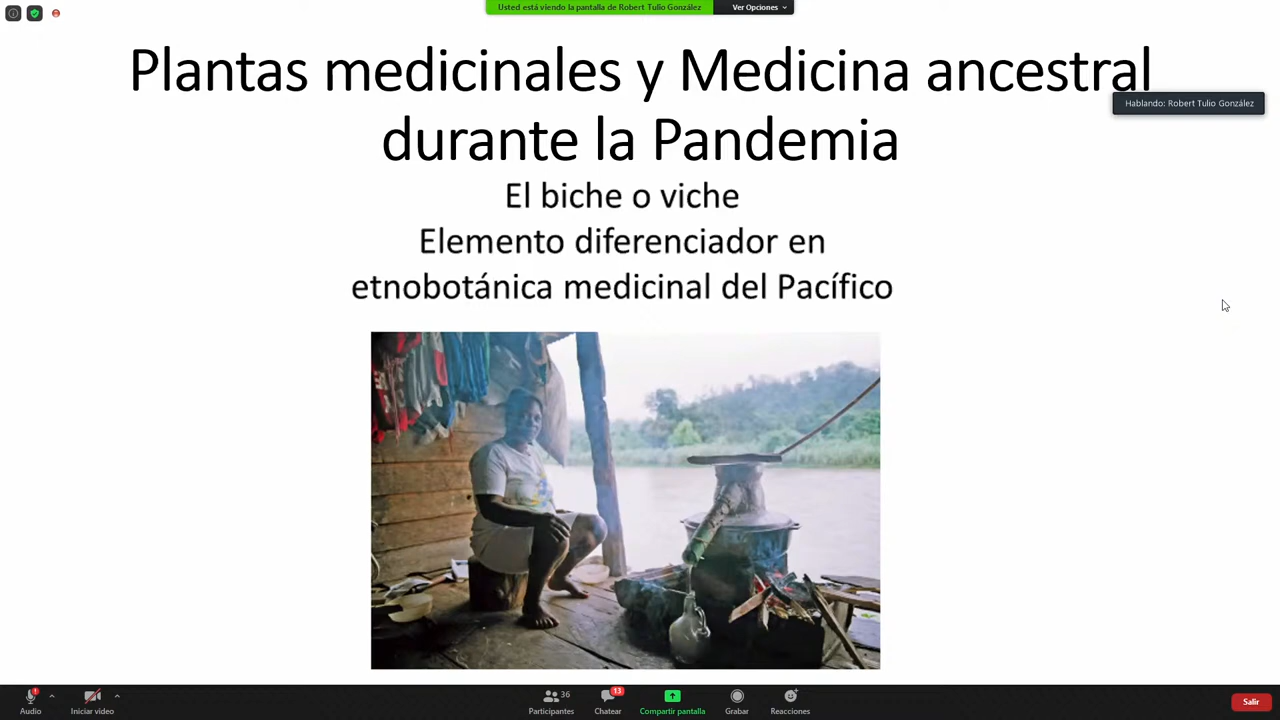 Usted está viendo la pantalla de Robert Tulio González
Ver Opciones
Plantas medicinales y Medicina ancestral
Hablando: Robert Tulio González
durante la Pandemia
El biche o viche
Elemento diferenciador en
etnobotánica medicinal del Pacífico
Audio
Iniciar video
36
Participantes
13
Chatear
Compartir pantalla
Grabar
Reacciones
Salir